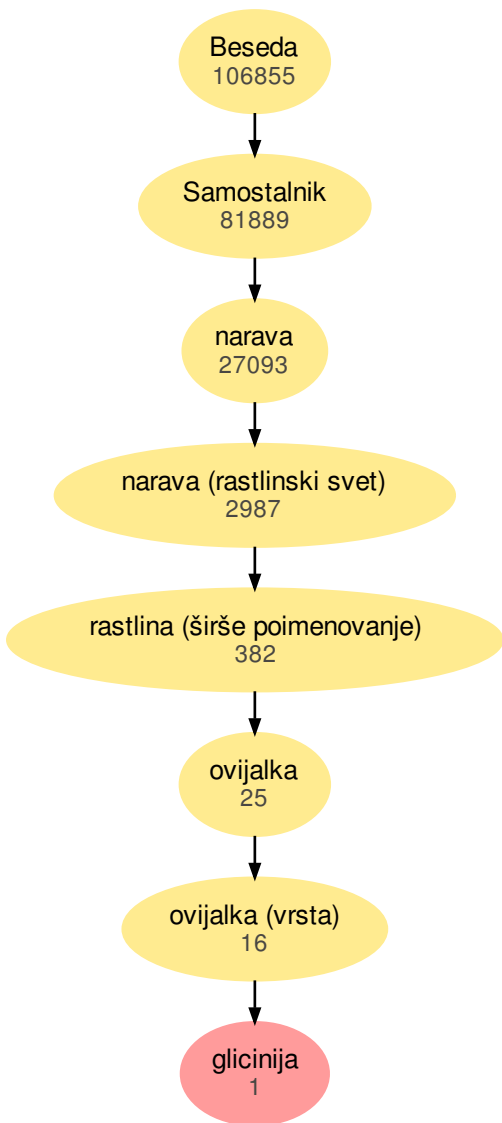 Beseda
106855
Samostalnik
81889
narava
27093
narava (rastlinski svet)
2987
rastlina (širše poimenovanje)
382
ovijalka
25
ovijalka (vrsta)
16
glicinija
1